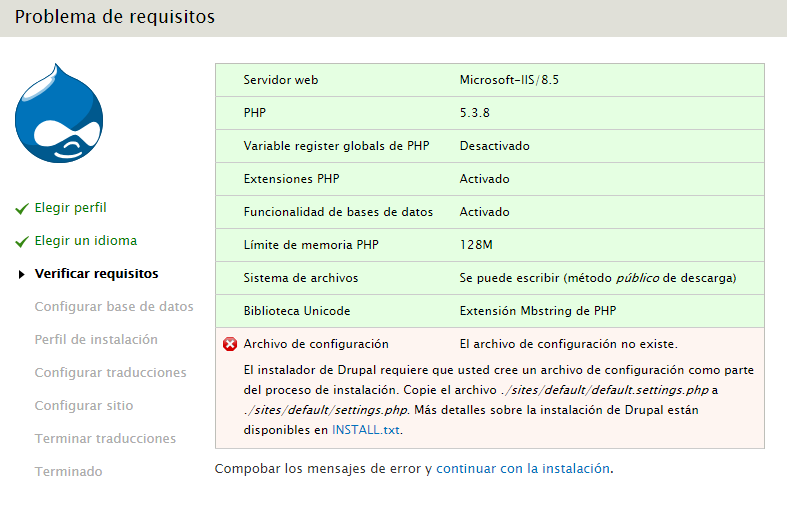 Problema de requisitos
Elegir perfil
Elegir un idioma
Verificar requisitos
Configurar base de datos
Perfil de instalación
Configurar traducciones
Configurar sitio
Terminar traducciones
Terminado
Servidor web Microsoft-IIS/8.5
PHP 5.3.8
Variable register globals de PHP Desactivado
Extensiones PHP Activado
Funcionalidad de bases de datos Activado
Límite de memoria PHP 128M
Sistema de archivos Se puede escribir (método público de descarga)
Biblioteca Unicode Extensión Mbstring de PHP
Archivo de configuración El archivo de configuración no existe.
El instalador de Drupal requiere que usted cree un archivo de configuración como parte
del proceso de instalación. Copie el archivo ./sites/default/default.settings.php a
./sites/default/settings.php. Más detalles sobre la instalación de Drupal están
disponibles en INSTALL.txt.
Compobar los mensajes de error y continuar con la instalación.